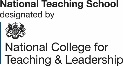 National Teaching School
designated by
National College for
Teaching & Leadership